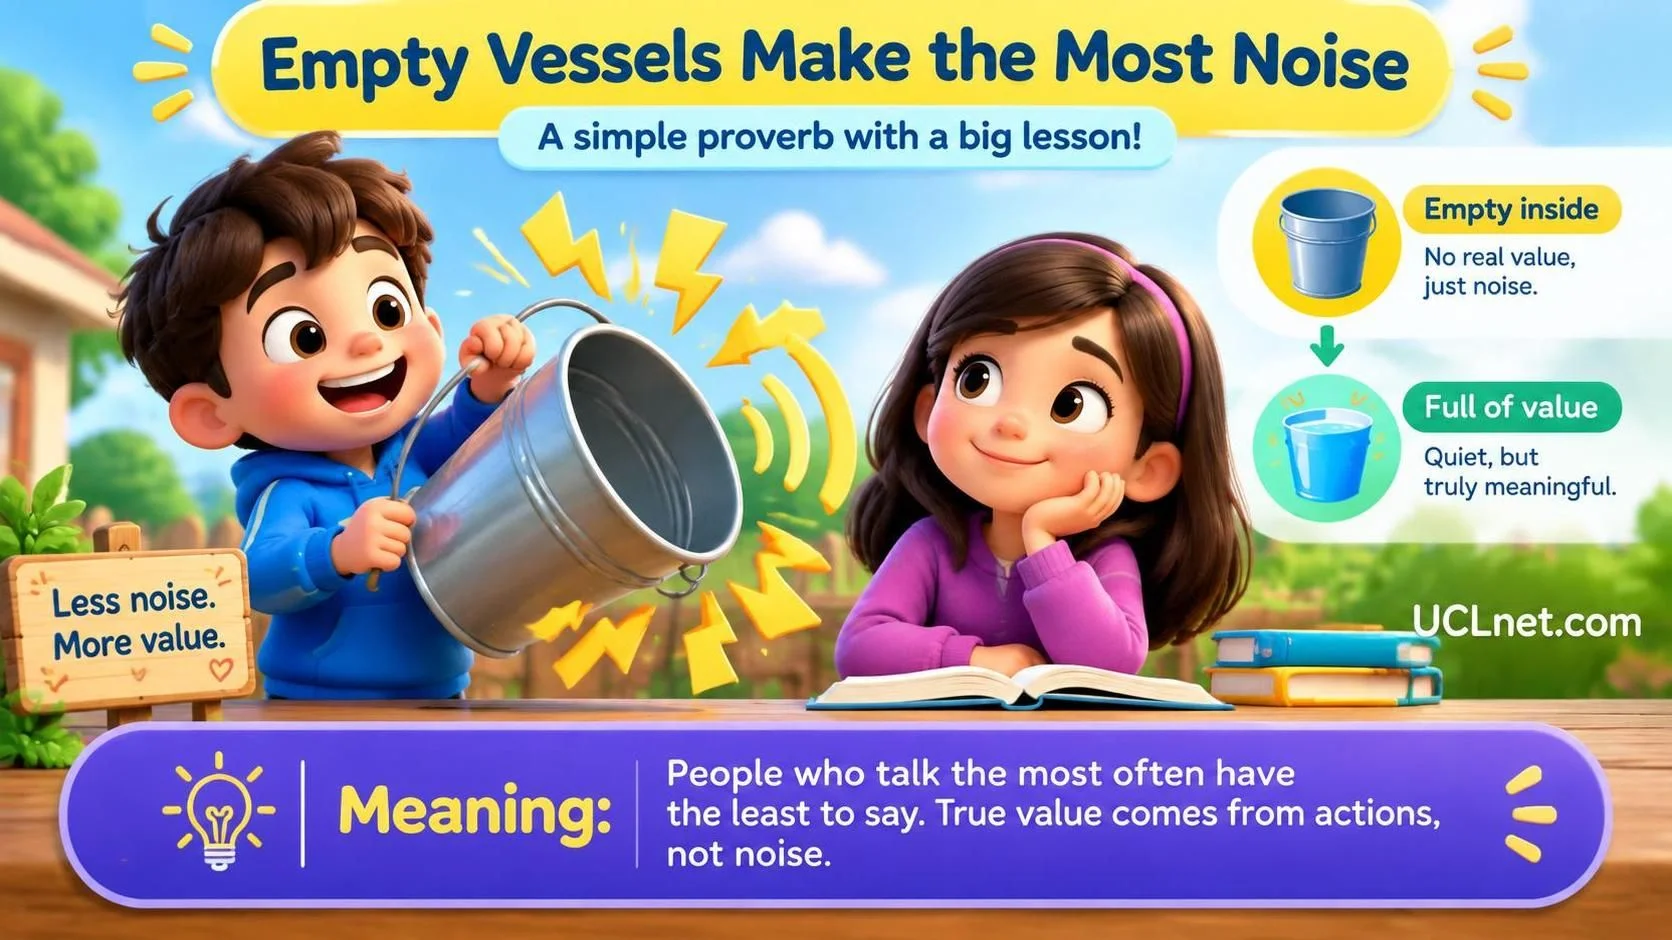 Empty Vessels Make the Most Noise
A simple proverb with a big lesson!
Empty inside
No real value,
just noise.
Full of value
Quiet, but
truly meaningful.
Less noise.
More value.
UCLnet.com
Meaning:
People who talk the most often have
the least to say. True value comes from actions,
not noise.